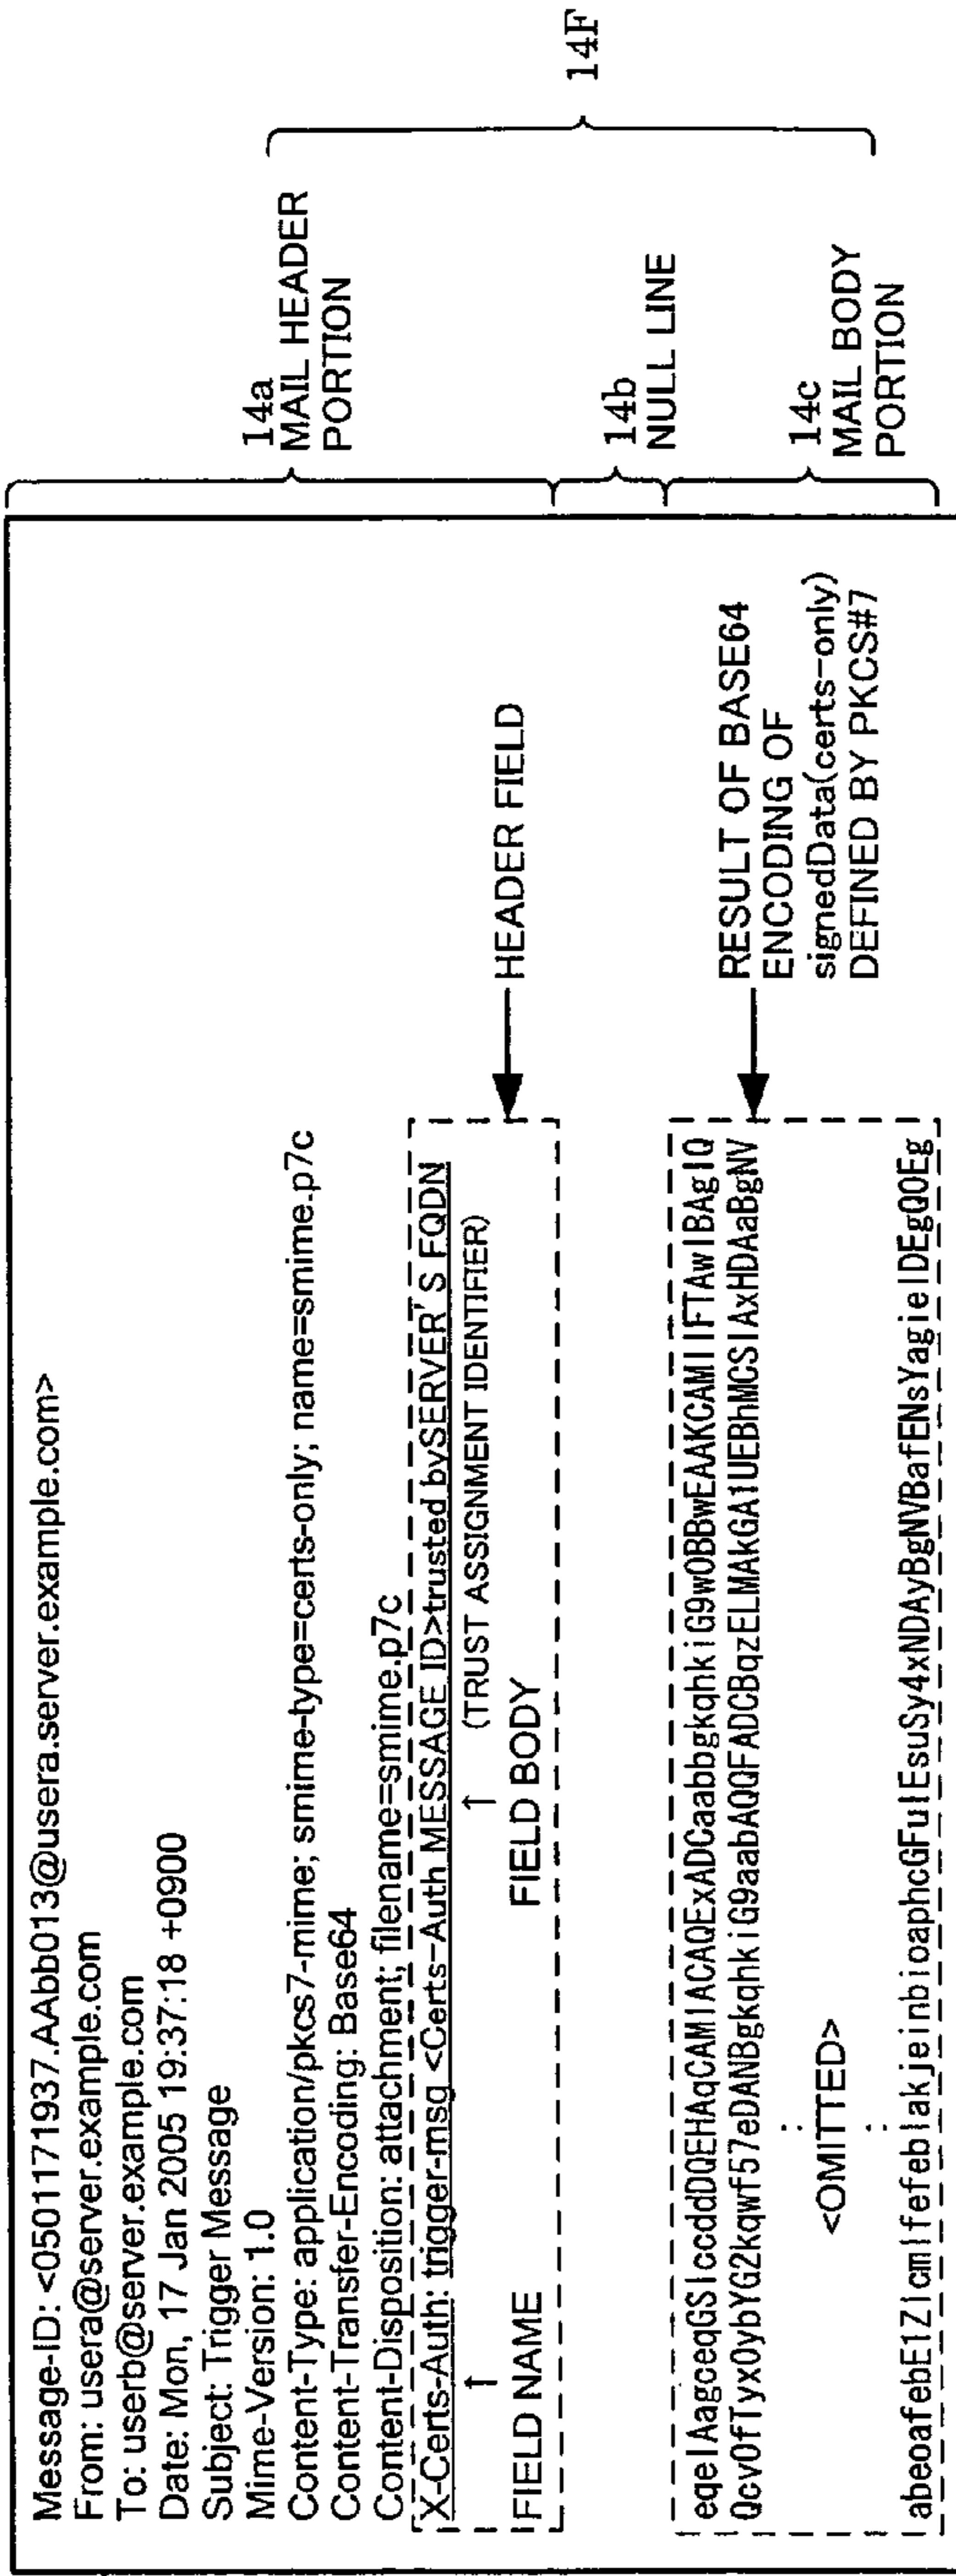 Message-ID: <0501171937.AAbb013@usera.server.example.com>
From: usera@server.example.com
To: userb@server.example.com
Date: Mon, 17 Jan 2005 19:37:18 +0900
Subject: Trigger Message
Mime-Version: 1.0
Content-Type: application/pkcs7-mime; smime-type=certs-only; name=smime.p7c
Content-Transfer-Encoding: Base64
Content-Disposition: attachment; filename=smime.p7c
X-Certs-Auth: trigger-msg <Certs-Auth MESSAGE ID>trusted bySERVER'S FQDN
↑ ↑ (TRUST ASSIGNMENT IDENTIFIER)
FIELD NAME FIELD BODY
HEADER FIELD
eqeIAagceqGSIccddDQEHAqCAMIACAQExADCaabbgkqhkiG9w0BBwEAAKCAMIIFTAwIBAgIQ
QcvOfTyx0ybYG2kqwf57eDANBgkqhkiG9aabAQQFADCBqzELMAkGA1UEBhMCSIAxHDAaBgNV
:
<OMITTED>
:
abeoafebE1ZIcmlfefeblakjeinbioaphcGFulEsuSy4xNDAyBgNVBafENsYagieIDEgQ0Eg
RESULT OF BASE64
ENCODING OF
signedData(certs-only)
DEFINED BY PKCS#7
14a
MAIL HEADER
PORTION
14b
NULL LINE
14c
MAIL BODY
PORTION
14F